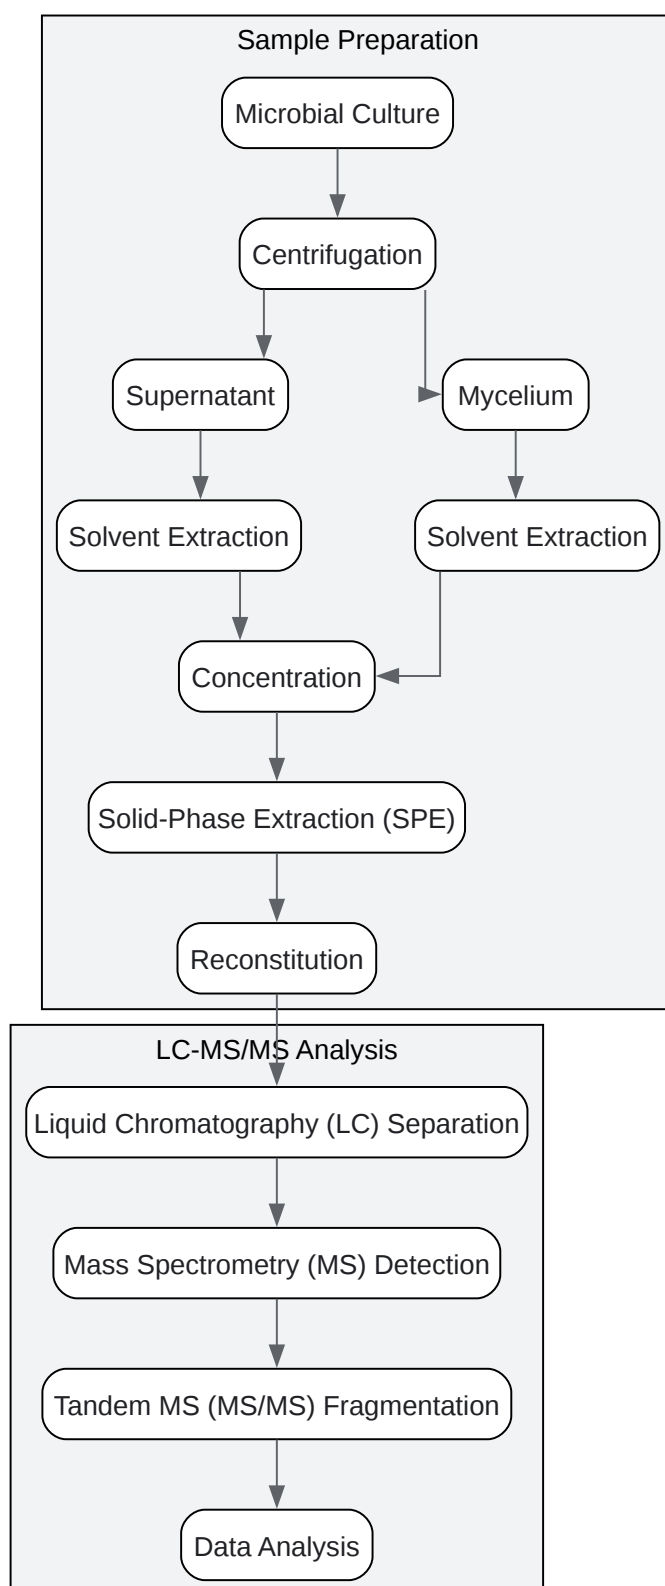 Sample Preparation
Microbial Culture
Centrifugation
Supernatant
Mycelium
Solvent Extraction
Solvent Extraction
Concentration
Solid-Phase Extraction (SPE)
Reconstitution
LC-MS/MS Analysis
Liquid Chromatography (LC) Separation
Mass Spectrometry (MS) Detection
Tandem MS (MS/MS) Fragmentation
Data Analysis